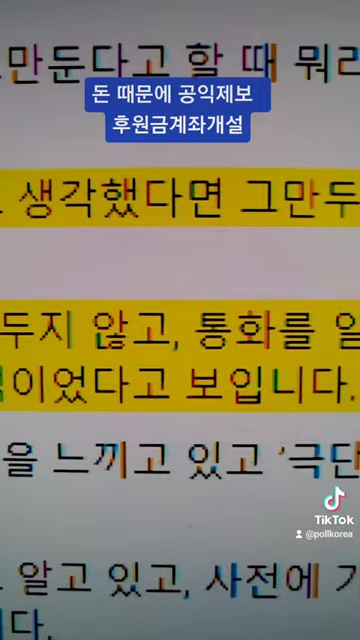 그만둔다고 할 때 뭐라
돈 때문에 공익제보
후원금계좌개설
생각했다면 그만두
두지 않고, 통화를
이었다고 보입니다.
을 느끼고 있고 '극단
TikTok
@pollkorea
알고 있고, 사전에
다.